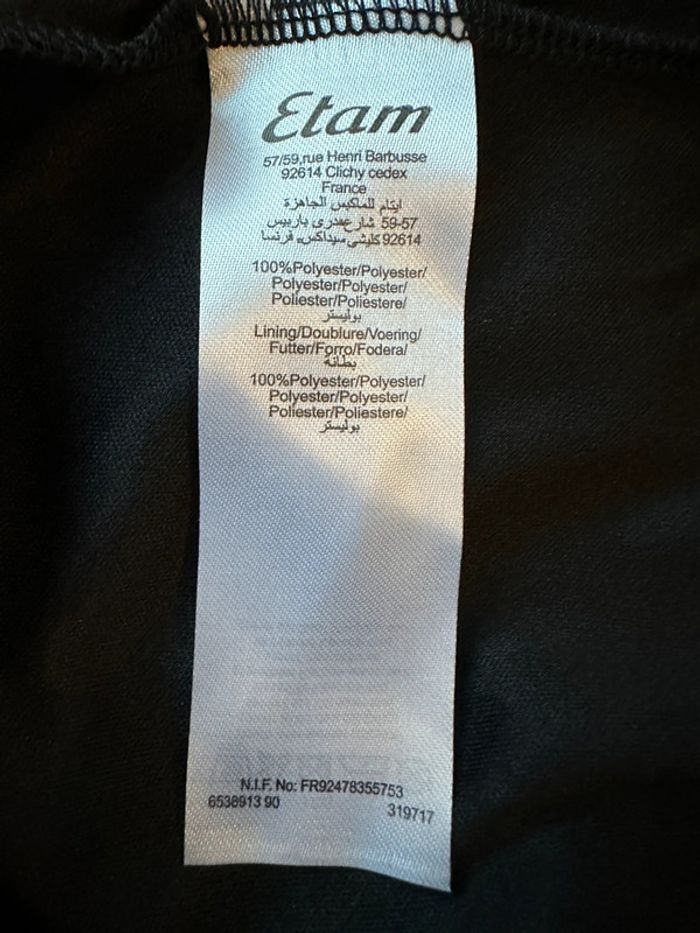 Etam
57/59,rue Henri Barbusse
92614 Clichy cedex
France
ايتام للملابس الجاهزة
59-57 شارع هنري باربيس
92614 كليشي سيداكس، فرنسا
100%Polyester/Polyester/
Polyester/Polyester/
Poliester/Poliestere/
بوليستر
Lining/Doublure/Voering/
Futter/Forro/Fodera/
بطانة
100%Polyester/Polyester/
Polyester/Polyester/
Poliester/Poliestere/
بوليستر
N.I.F. No: FR92478355753
6538913 90
319717